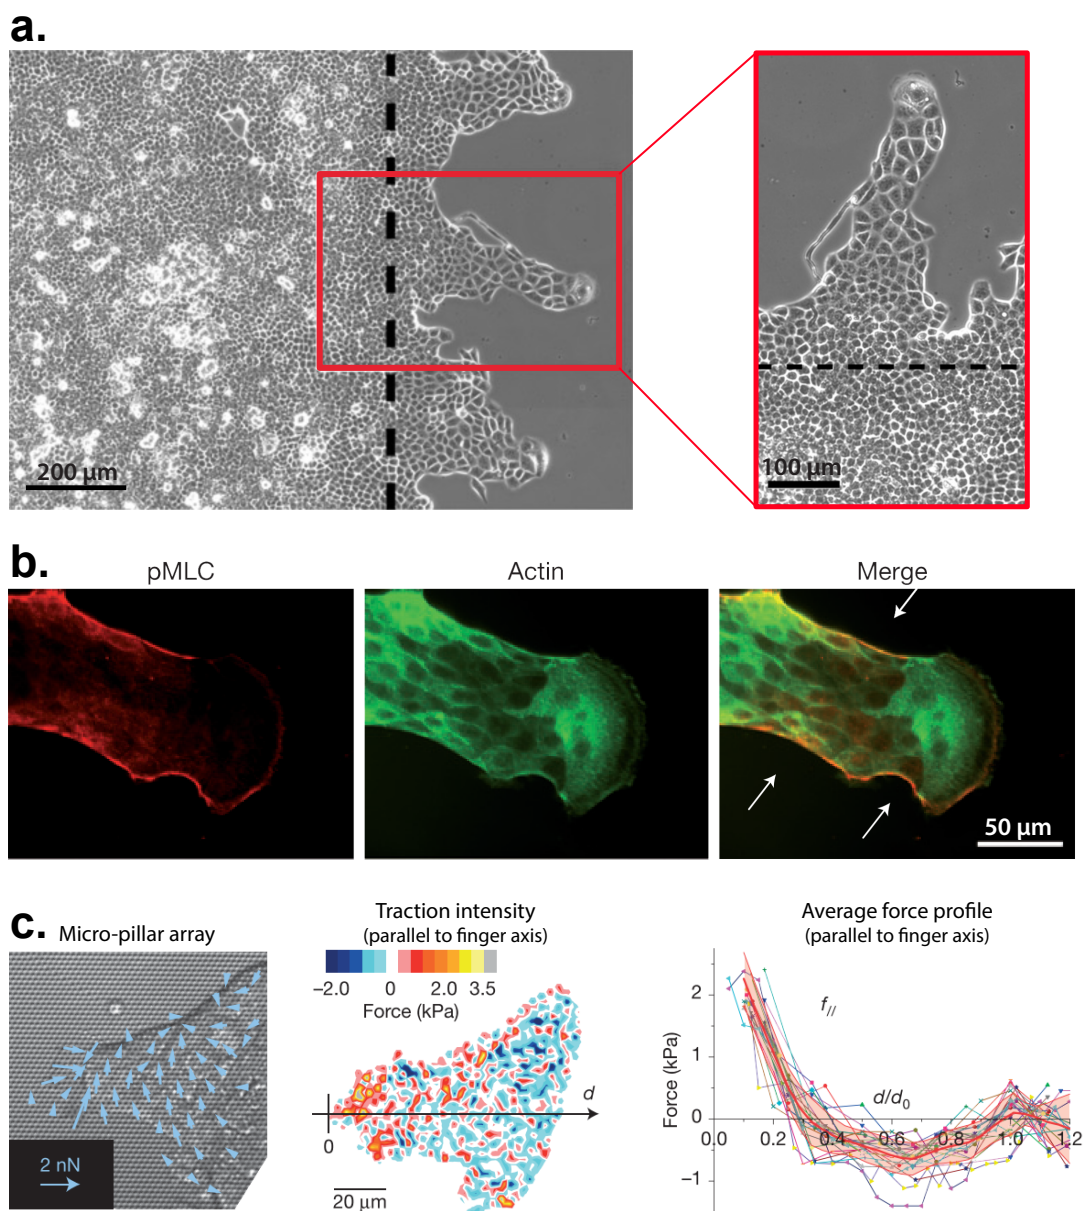 a.
200 µm
100 µm
b.
pMLC
Actin
Merge
50 µm
c.
Micro-pillar array
2 nN
Traction intensity
(parallel to finger axis)
−2.0 0 2.0 3.5
Force (kPa)
d
0
20 µm
Average force profile
(parallel to finger axis)
Force (kPa)
2
1
0
−1
f//
d/d0
0.0 0.2 0.4 0.6 0.8 1.0 1.2